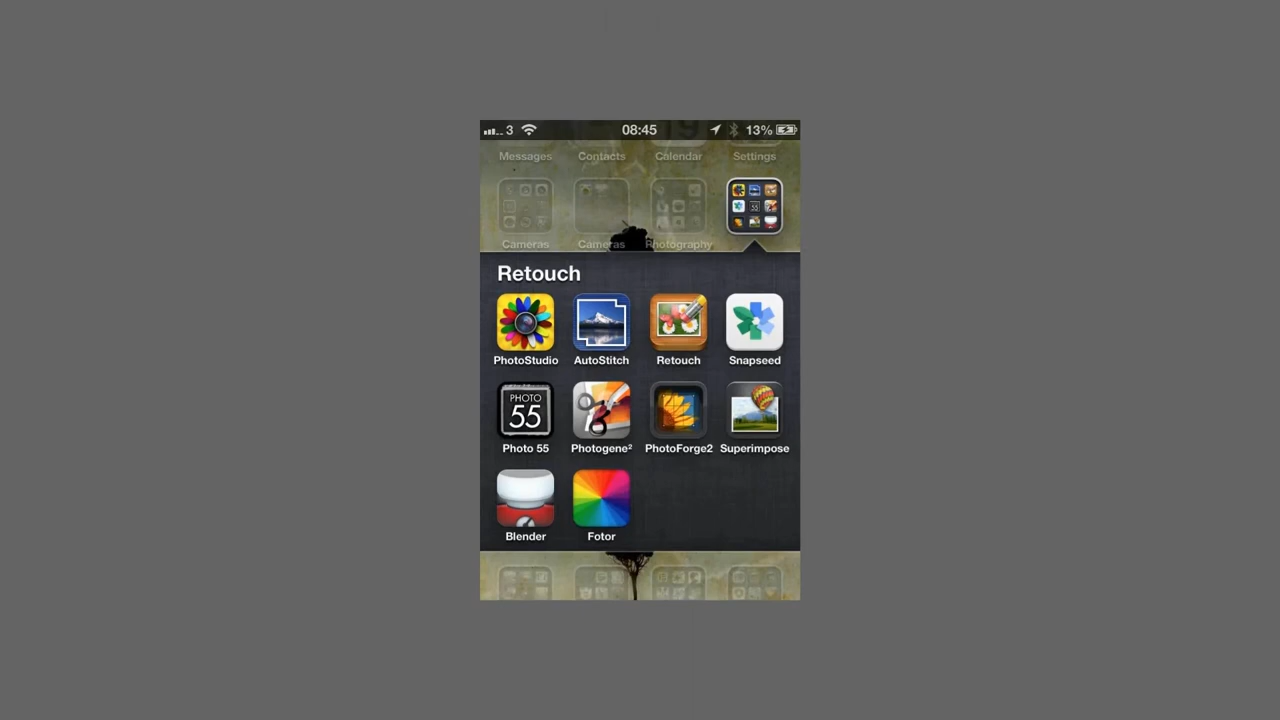 3 08:45 13%
Messages Contacts Calendar Settings
Cameras Cameras Photography
Retouch
PhotoStudio AutoStitch Retouch Snapseed
PHOTO
55
Photo 55 Photogene² PhotoForge2 Superimpose
Blender Fotor